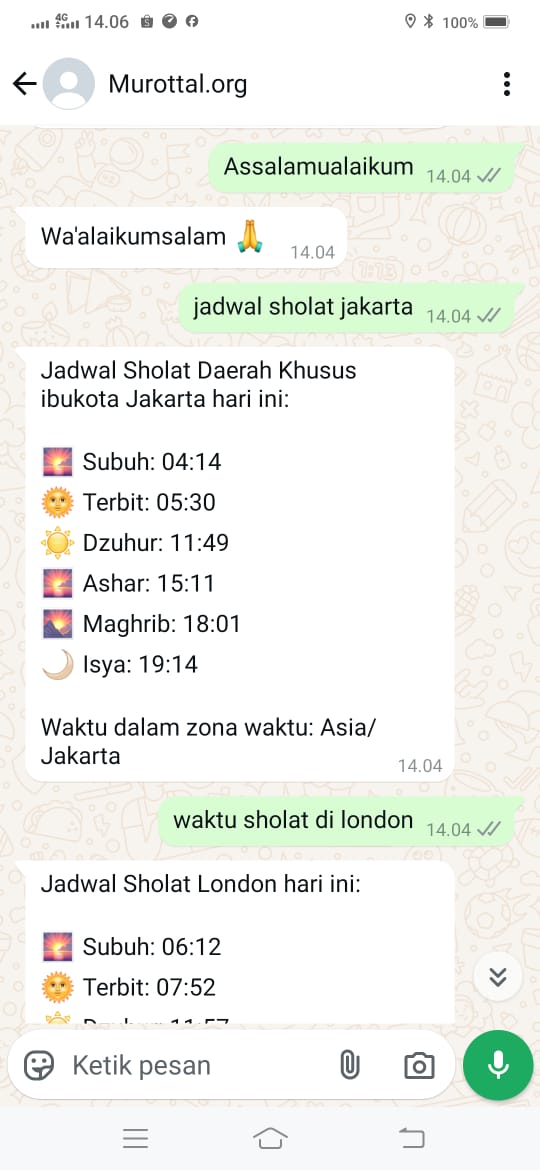 4G 14.06 100%
Murottal.org
Assalamualaikum 14.04
Wa'alaikumsalam 🙏 14.04
jadwal sholat jakarta 14.04
Jadwal Sholat Daerah Khusus
ibukota Jakarta hari ini:
🌅 Subuh: 04:14
🌞 Terbit: 05:30
☀️ Dzuhur: 11:49
🌅 Ashar: 15:11
🌄 Maghrib: 18:01
🌙 Isya: 19:14
Waktu dalam zona waktu: Asia/
Jakarta 14.04
waktu sholat di london 14.04
Jadwal Sholat London hari ini:
🌅 Subuh: 06:12
🌞 Terbit: 07:52
☀️ Dzuhur: 11:57
Ketik pesan